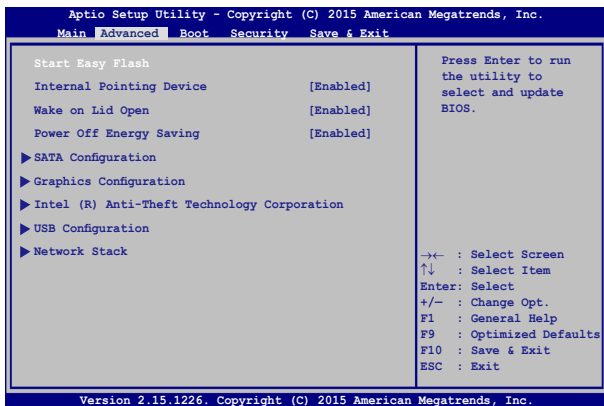 Aptio Setup Utility - Copyright (C) 2015 American Megatrends, Inc.
Main Advanced Boot Security Save & Exit
Start Easy Flash
Internal Pointing Device [Enabled]
Wake on Lid Open [Enabled]
Power Off Energy Saving [Enabled]
SATA Configuration
Graphics Configuration
Intel (R) Anti-Theft Technology Corporation
USB Configuration
Network Stack
Press Enter to run
the utility to
select and update
BIOS.
→← : Select Screen
↑↓ : Select Item
Enter: Select
+/— : Change Opt.
F1 : General Help
F9 : Optimized Defaults
F10 : Save & Exit
ESC : Exit
Version 2.15.1226. Copyright (C) 2015 American Megatrends, Inc.